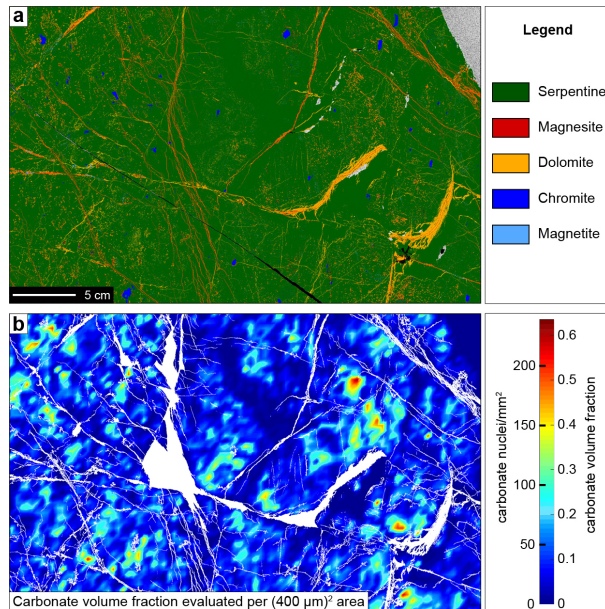 a
5 cm
Legend
Serpentine
Magnesite
Dolomite
Chromite
Magnetite
b
Carbonate volume fraction evaluated per (400 µm)² area
0
50
100
150
200
carbonate nuclei/mm²
0
0.1
0.2
0.3
0.4
0.5
0.6
carbonate volume fraction